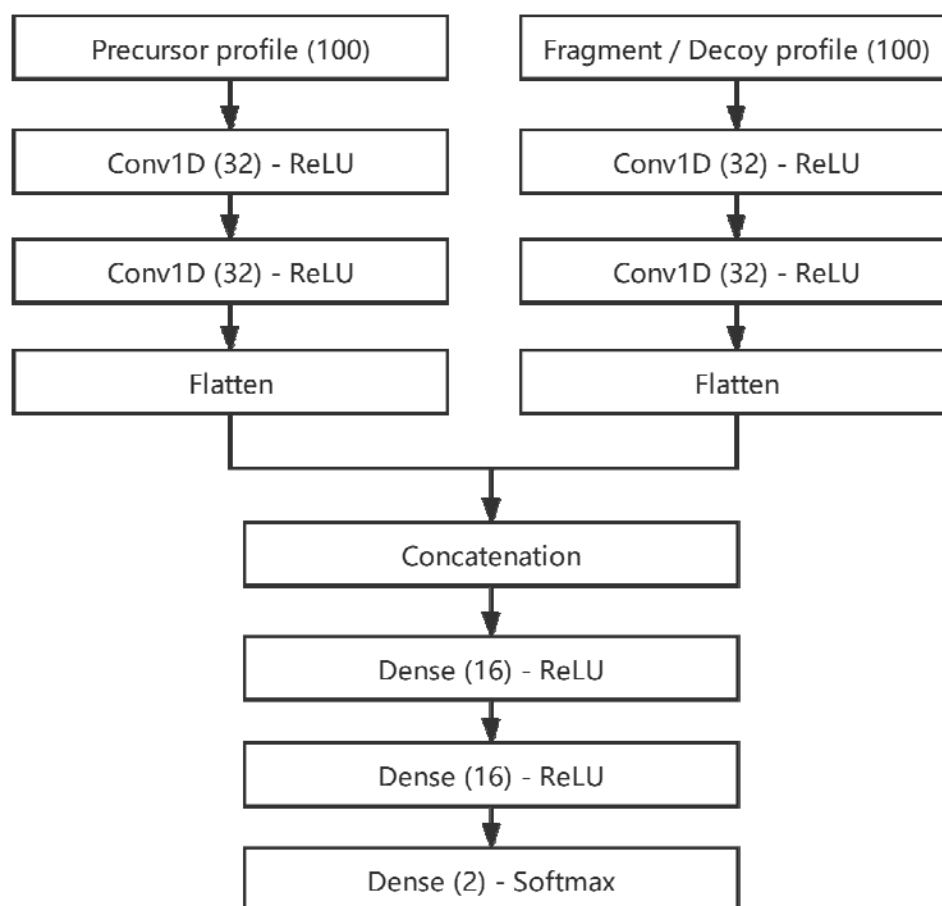 Precursor profile (100)
Fragment / Decoy profile (100)
Conv1D (32) - ReLU
Conv1D (32) - ReLU
Conv1D (32) - ReLU
Conv1D (32) - ReLU
Flatten
Flatten
Concatenation
Dense (16) - ReLU
Dense (16) - ReLU
Dense (2) - Softmax